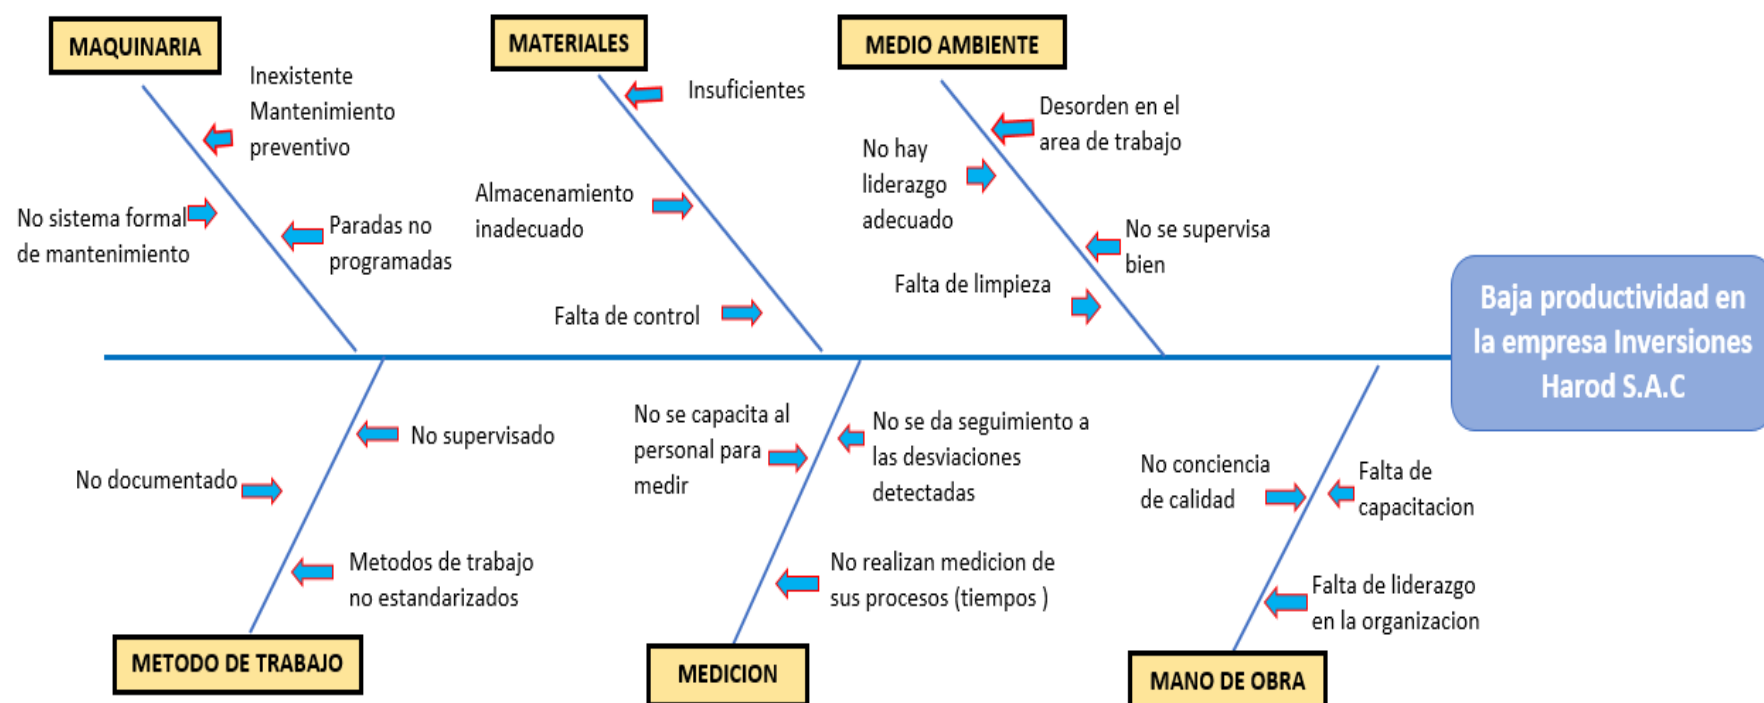 MAQUINARIA
Inexistente
Mantenimiento
preventivo
No sistema formal
de mantenimiento
Paradas no
programadas
MATERIALES
Insuficientes
Almacenamiento
inadecuado
Falta de control
MEDIO AMBIENTE
Desorden en el
area de trabajo
No hay
liderazgo
adecuado
No se supervisa
bien
Falta de limpieza
Baja productividad en
la empresa Inversiones
Harod S.A.C
No supervisado
No documentado
Metodos de trabajo
no estandarizados
METODO DE TRABAJO
No se capacita al
personal para
medir
No se da seguimiento a
las desviaciones
detectadas
No realizan medicion de
sus procesos (tiempos )
MEDICION
No conciencia
de calidad
Falta de
capacitacion
Falta de liderazgo
en la organizacion
MANO DE OBRA